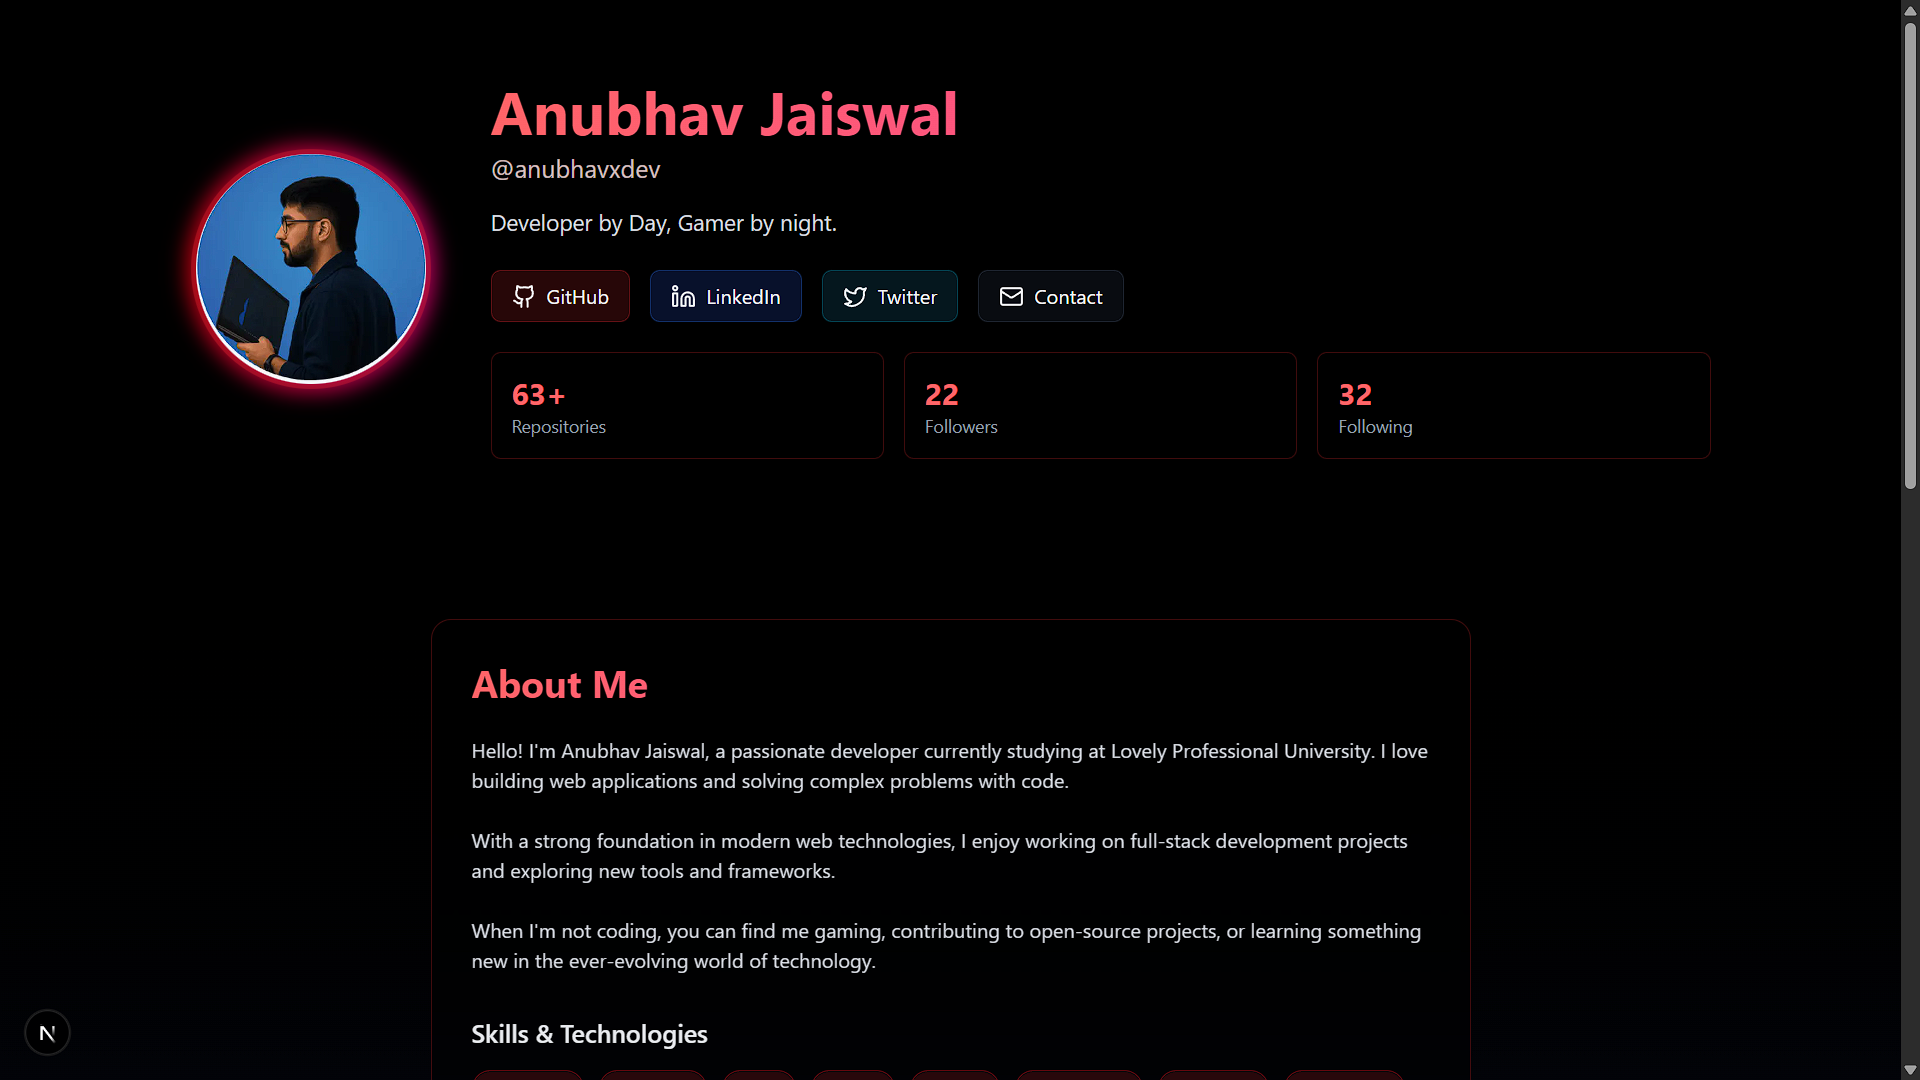 Anubhav Jaiswal
@anubhavxdev
Developer by Day, Gamer by night.
GitHub
LinkedIn
Twitter
Contact
63+
Repositories
22
Followers
32
Following
About Me
Hello! I'm Anubhav Jaiswal, a passionate developer currently studying at Lovely Professional University. I love
building web applications and solving complex problems with code.
With a strong foundation in modern web technologies, I enjoy working on full-stack development projects
and exploring new tools and frameworks.
When I'm not coding, you can find me gaming, contributing to open-source projects, or learning something
new in the ever-evolving world of technology.
Skills & Technologies
N